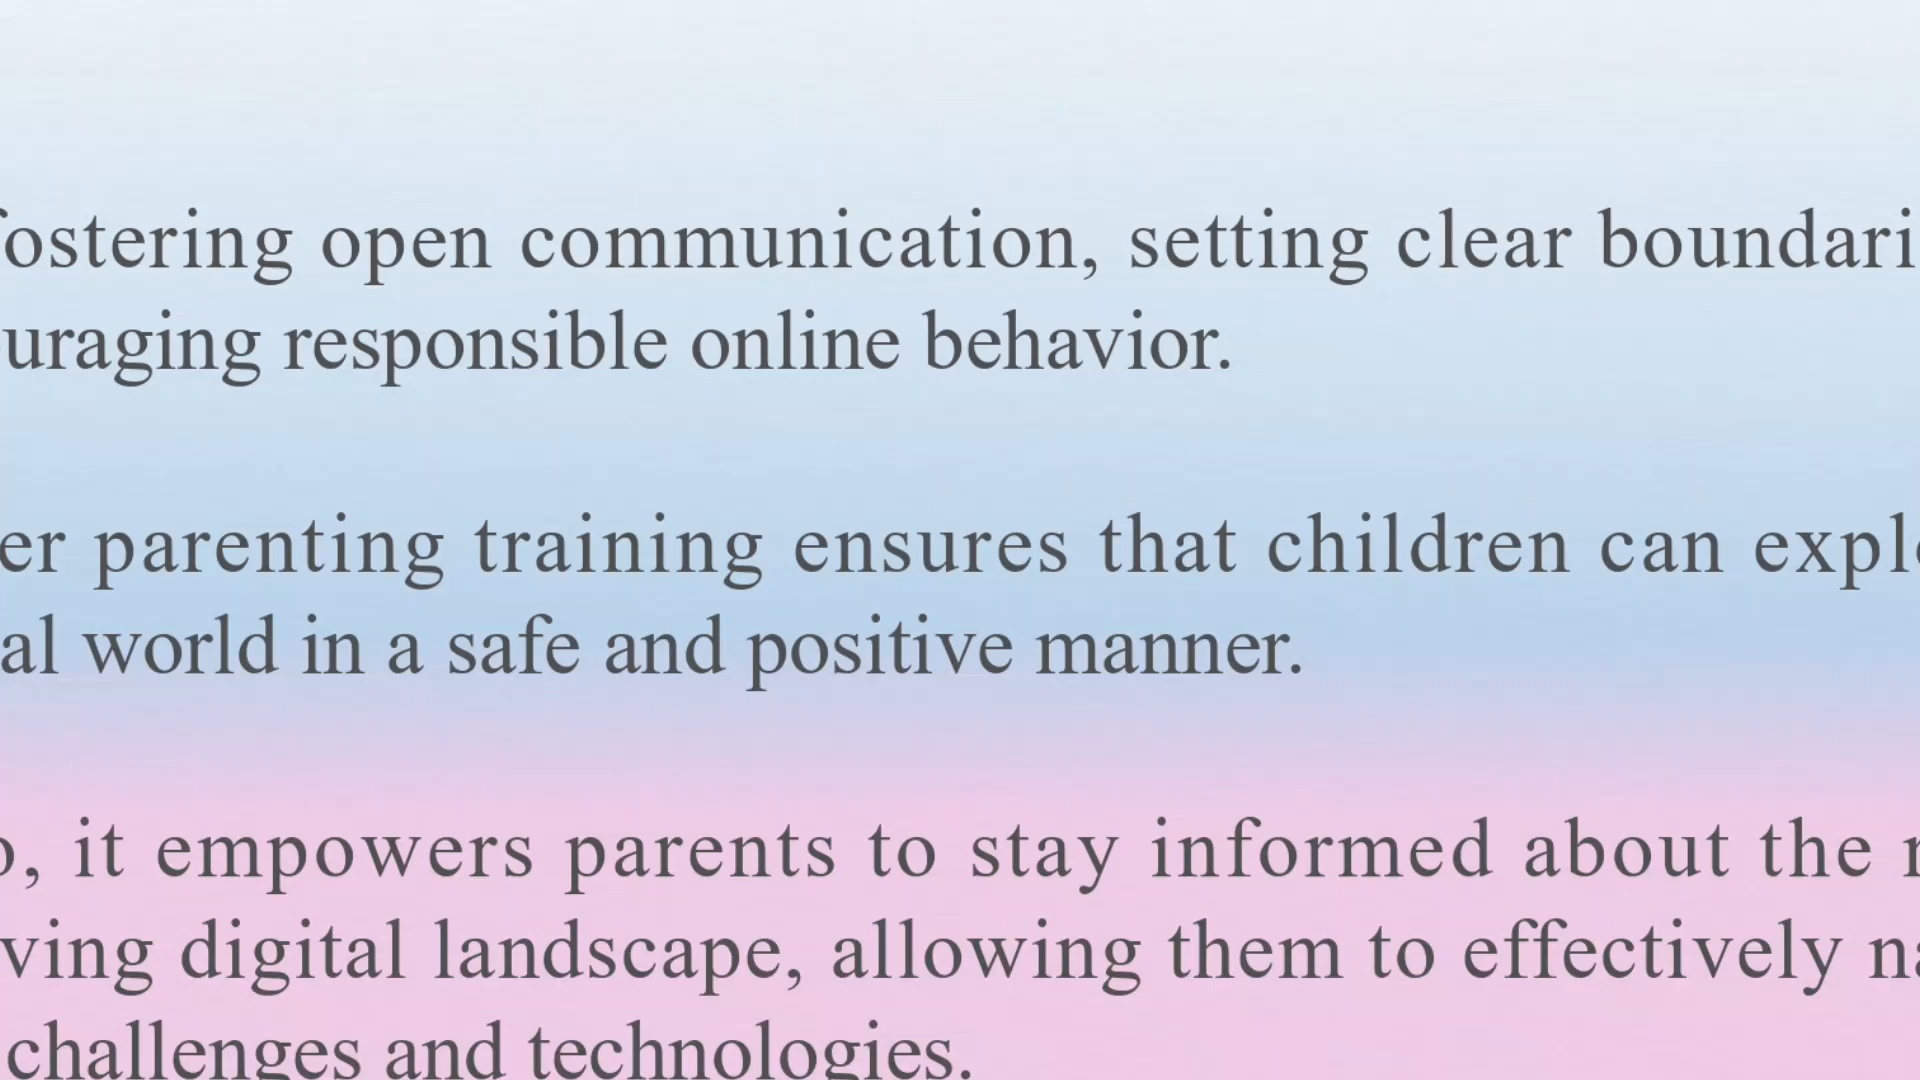 fostering open communication, setting clear boundari
uraging responsible online behavior.
er parenting training ensures that children can expl
al world in a safe and positive manner.
o, it empowers parents to stay informed about the
ving digital landscape, allowing them to effectively na
challenges and technologies.